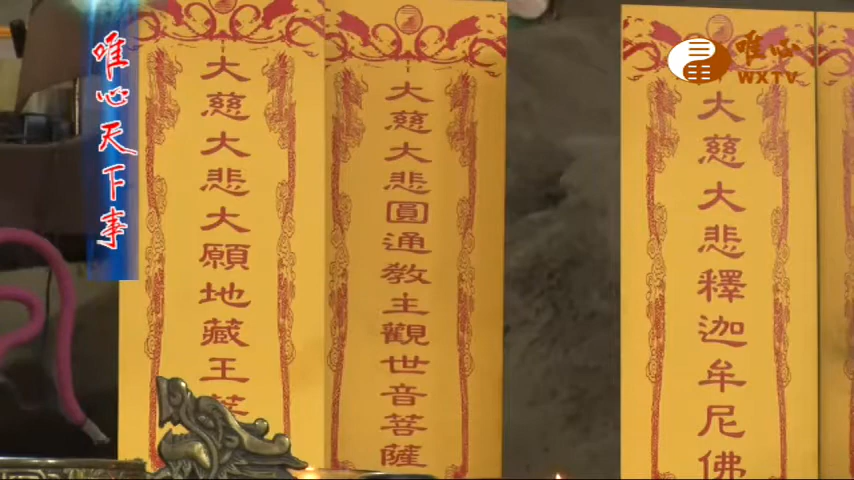 唯心天下事
大慈大悲大願地藏王菩
大慈大悲圓通教主觀世音菩薩
大慈大悲釋迦牟尼佛
唯心
WXTV